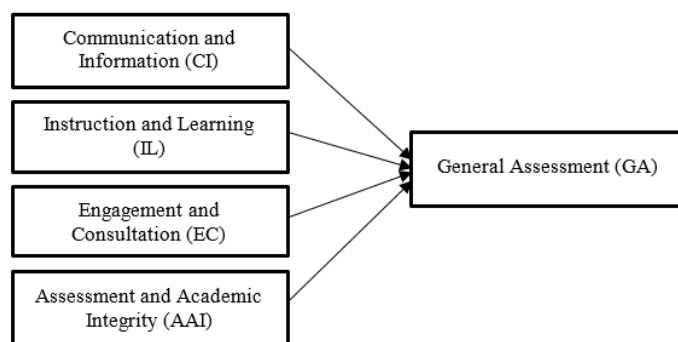 Communication and
Information (CI)
Instruction and Learning
(IL)
Engagement and
Consultation (EC)
Assessment and Academic
Integrity (AAI)
General Assessment (GA)